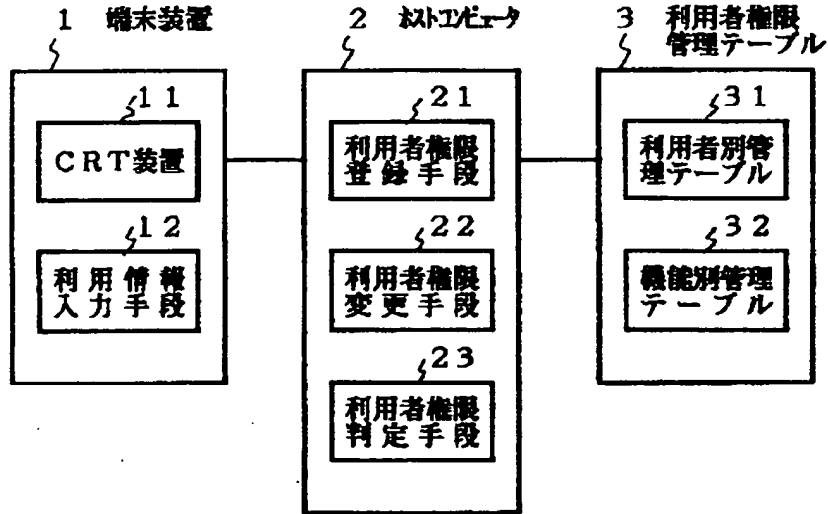 1 端末装置
11
CRT装置
12
利用情報
入力手段
2 ホストコンピュータ
21
利用者権限
登録手段
22
利用者権限
変更手段
23
利用者権限
判定手段
3 利用者権限
管理テーブル
31
利用者別管
理テーブル
32
機能別管理
テーブル